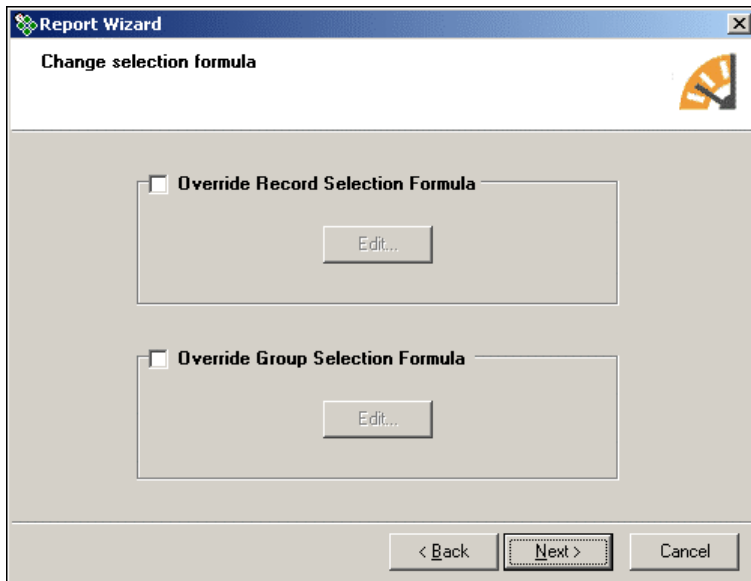 Report Wizard
Change selection formula
Override Record Selection Formula
Edit...
Override Group Selection Formula
Edit...
< Back Next > Cancel